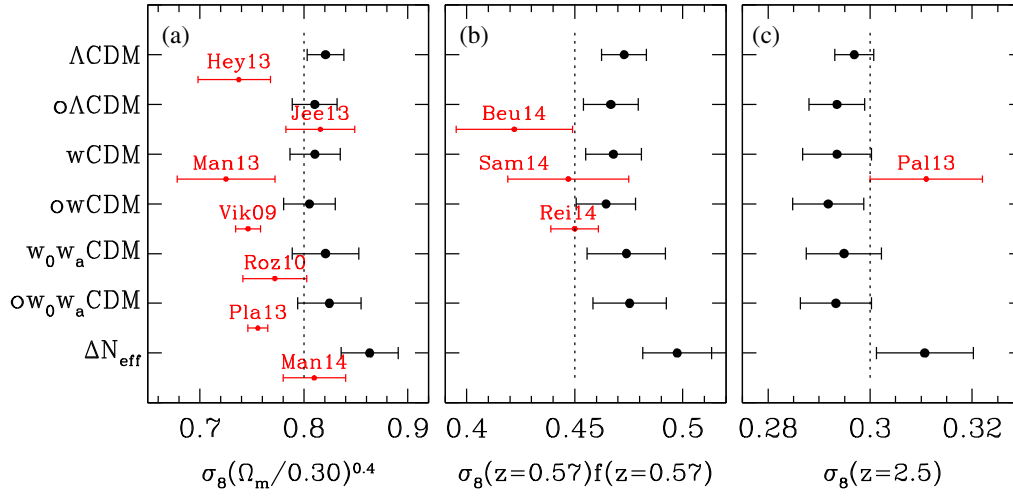 (a) (b) (c)
ΛCDM
Hey13
oΛCDM
Jee13 Beu14
wCDM
Man13 Sam14 Pal13
owCDM
Vik09 Rei14
w₀wₐCDM
Roz10
ow₀wₐCDM
Pla13
ΔN_eff
Man14
0.7 0.8 0.9 0.4 0.45 0.5 0.28 0.3 0.32
σ₈(Ωₘ/0.30)^0.4 σ₈(z=0.57)f(z=0.57) σ₈(z=2.5)